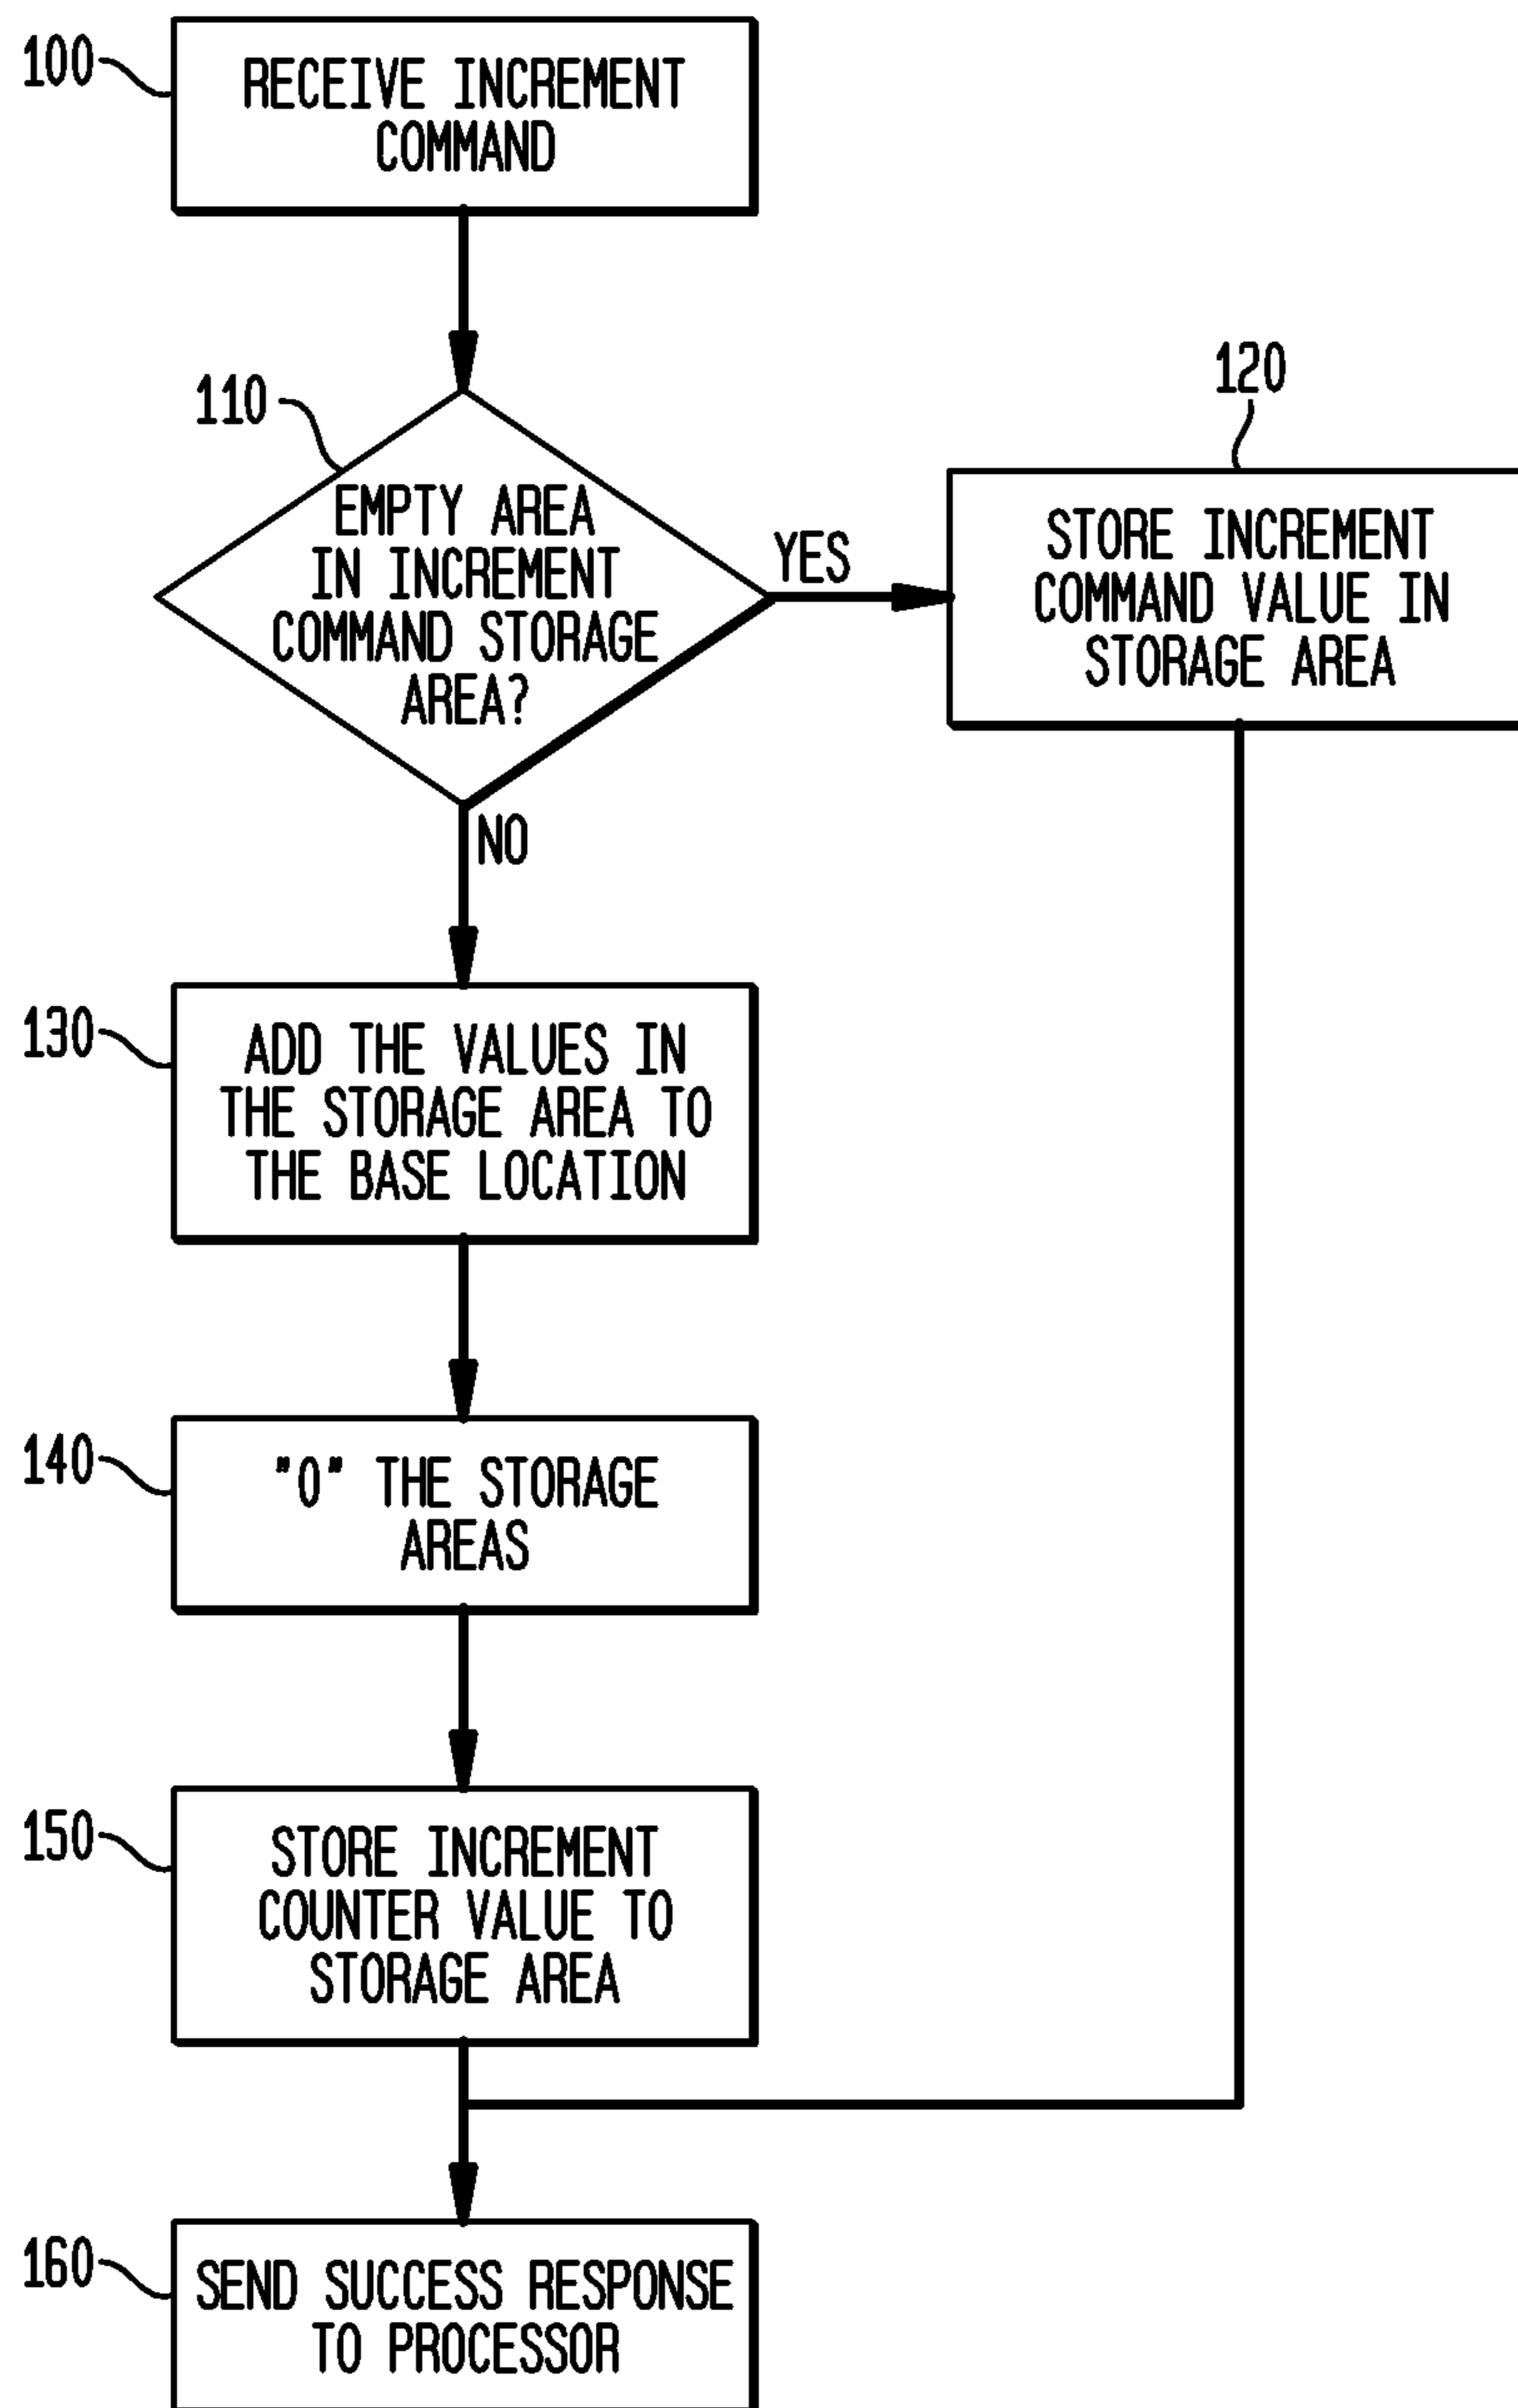 100
RECEIVE INCREMENT
COMMAND
110
EMPTY AREA
IN INCREMENT
COMMAND STORAGE
AREA?
YES
120
STORE INCREMENT
COMMAND VALUE IN
STORAGE AREA
NO
130
ADD THE VALUES IN
THE STORAGE AREA TO
THE BASE LOCATION
140
"0" THE STORAGE
AREAS
150
STORE INCREMENT
COUNTER VALUE TO
STORAGE AREA
160
SEND SUCCESS RESPONSE
TO PROCESSOR